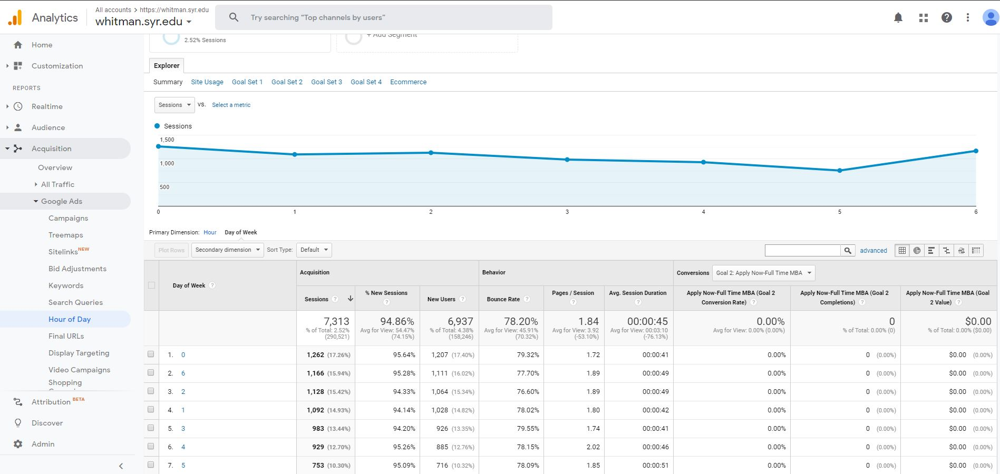 Analytics
All accounts > https://whitman.syr.edu
whitman.syr.edu
Try searching “Top channels by users”
Home
Customization
REPORTS
Realtime
Audience
Acquisition
Overview
All Traffic
Google Ads
Campaigns
Treemaps
Sitelinks NEW
Bid Adjustments
Keywords
Search Queries
Hour of Day
Final URLs
Display Targeting
Video Campaigns
Shopping
Attribution BETA
Discover
Admin
2.52% Sessions
+ Add Segment
Explorer
Summary Site Usage Goal Set 1 Goal Set 2 Goal Set 3 Goal Set 4 Ecommerce
Sessions vs. Select a metric
Sessions
1,500
1,000
500
0 1 2 3 4 5 6
Primary Dimension: Hour Day of Week
Plot Rows Secondary dimension Sort Type: Default advanced
Acquisition Behavior Conversions Goal 2: Apply Now-Full Time MBA
Day of Week ?
Sessions ?
% New Sessions
?
New Users ?
Bounce Rate ?
Pages / Session
?
Avg. Session Duration
?
Apply Now-Full Time MBA (Goal 2
Conversion Rate) ?
Apply Now-Full Time MBA (Goal 2
Completions) ?
Apply Now-Full Time MBA (Goal
2 Value) ?
7,313 94.86% 6,937 78.20% 1.84 00:00:45 0.00% 0 $0.00
% of Total: 2.52% Avg for View: 54.47% % of Total: 4.38% Avg for View: 45.91% Avg for View: 3.92 Avg for View: 00:03:10 Avg for View: 0.00% (0.00%) % of Total: 0.00% (0) % of Total: 0.00% ($0.00)
(290,521) (74.15%) (158,246) (70.32%) (-53.10%) (-76.13%)
1. 0 1,262 (17.26%) 95.64% 1,207 (17.40%) 79.32% 1.72 00:00:41 0.00% 0 (0.00%) $0.00 (0.00%)
2. 6 1,166 (15.94%) 95.28% 1,111 (16.02%) 77.70% 1.89 00:00:49 0.00% 0 (0.00%) $0.00 (0.00%)
3. 2 1,128 (15.42%) 94.33% 1,064 (15.34%) 76.60% 1.89 00:00:49 0.00% 0 (0.00%) $0.00 (0.00%)
4. 1 1,092 (14.93%) 94.14% 1,028 (14.82%) 78.02% 1.80 00:00:42 0.00% 0 (0.00%) $0.00 (0.00%)
5. 3 983 (13.44%) 94.20% 926 (13.35%) 79.55% 1.74 00:00:41 0.00% 0 (0.00%) $0.00 (0.00%)
6. 4 929 (12.70%) 95.26% 885 (12.76%) 78.15% 2.02 00:00:46 0.00% 0 (0.00%) $0.00 (0.00%)
7. 5 753 (10.30%) 95.09% 716 (10.32%) 78.09% 1.85 00:00:51 0.00% 0 (0.00%) $0.00 (0.00%)